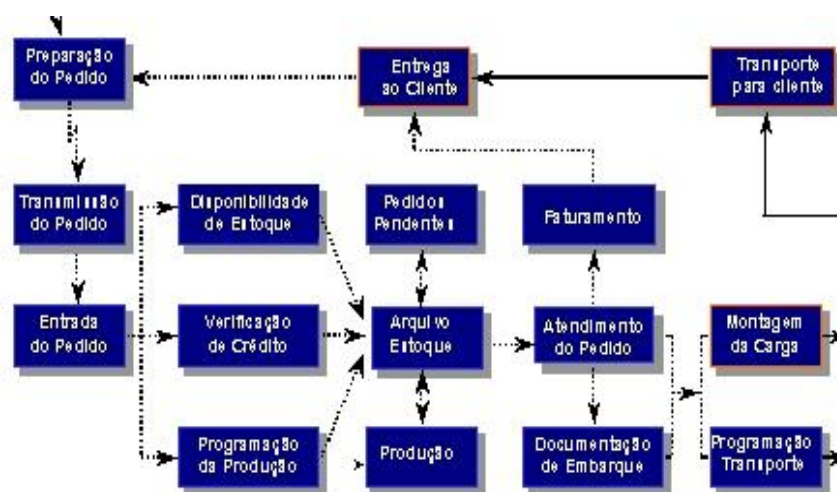 Preparação
do Pedido
Entrega
ao Cliente
Transporte
para cliente
Transmissão
do Pedido
Disponibilidade
de Estoque
Pedidos
Pendentes
Faturamento
Entrada
do Pedido
Verificação
de Crédito
Arquivo
Estoque
Atendimento
do Pedido
Montagem
da Carga
Programação
da Produção
Produção
Documentação
de Embarque
Programação
Transporte